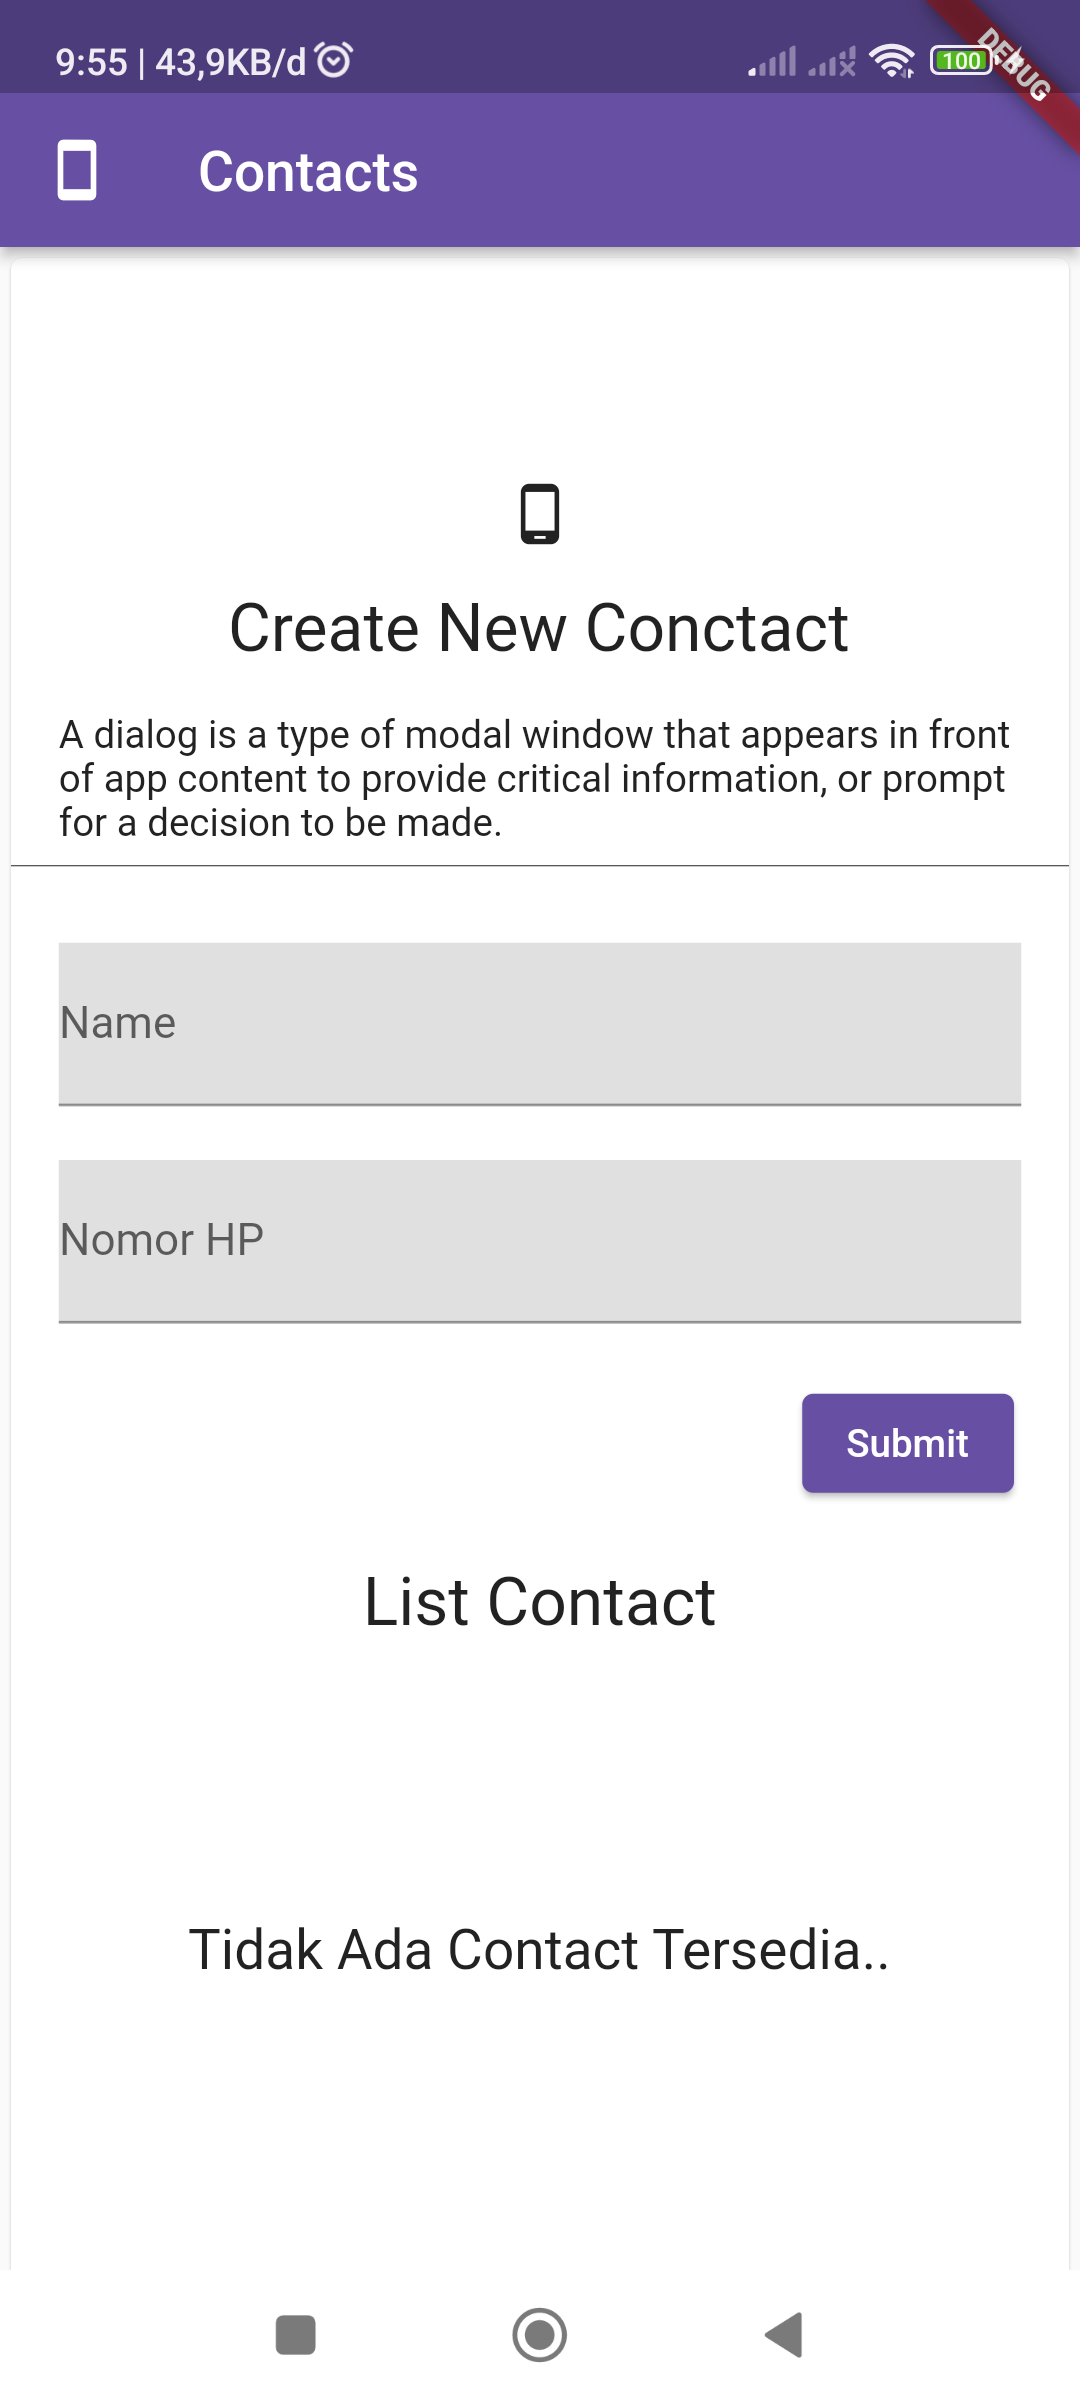 9:55 | 43,9KB/d
100
DEBUG
Contacts
Create New Conctact
A dialog is a type of modal window that appears in front
of app content to provide critical information, or prompt
for a decision to be made.
Name
Nomor HP
Submit
List Contact
Tidak Ada Contact Tersedia..